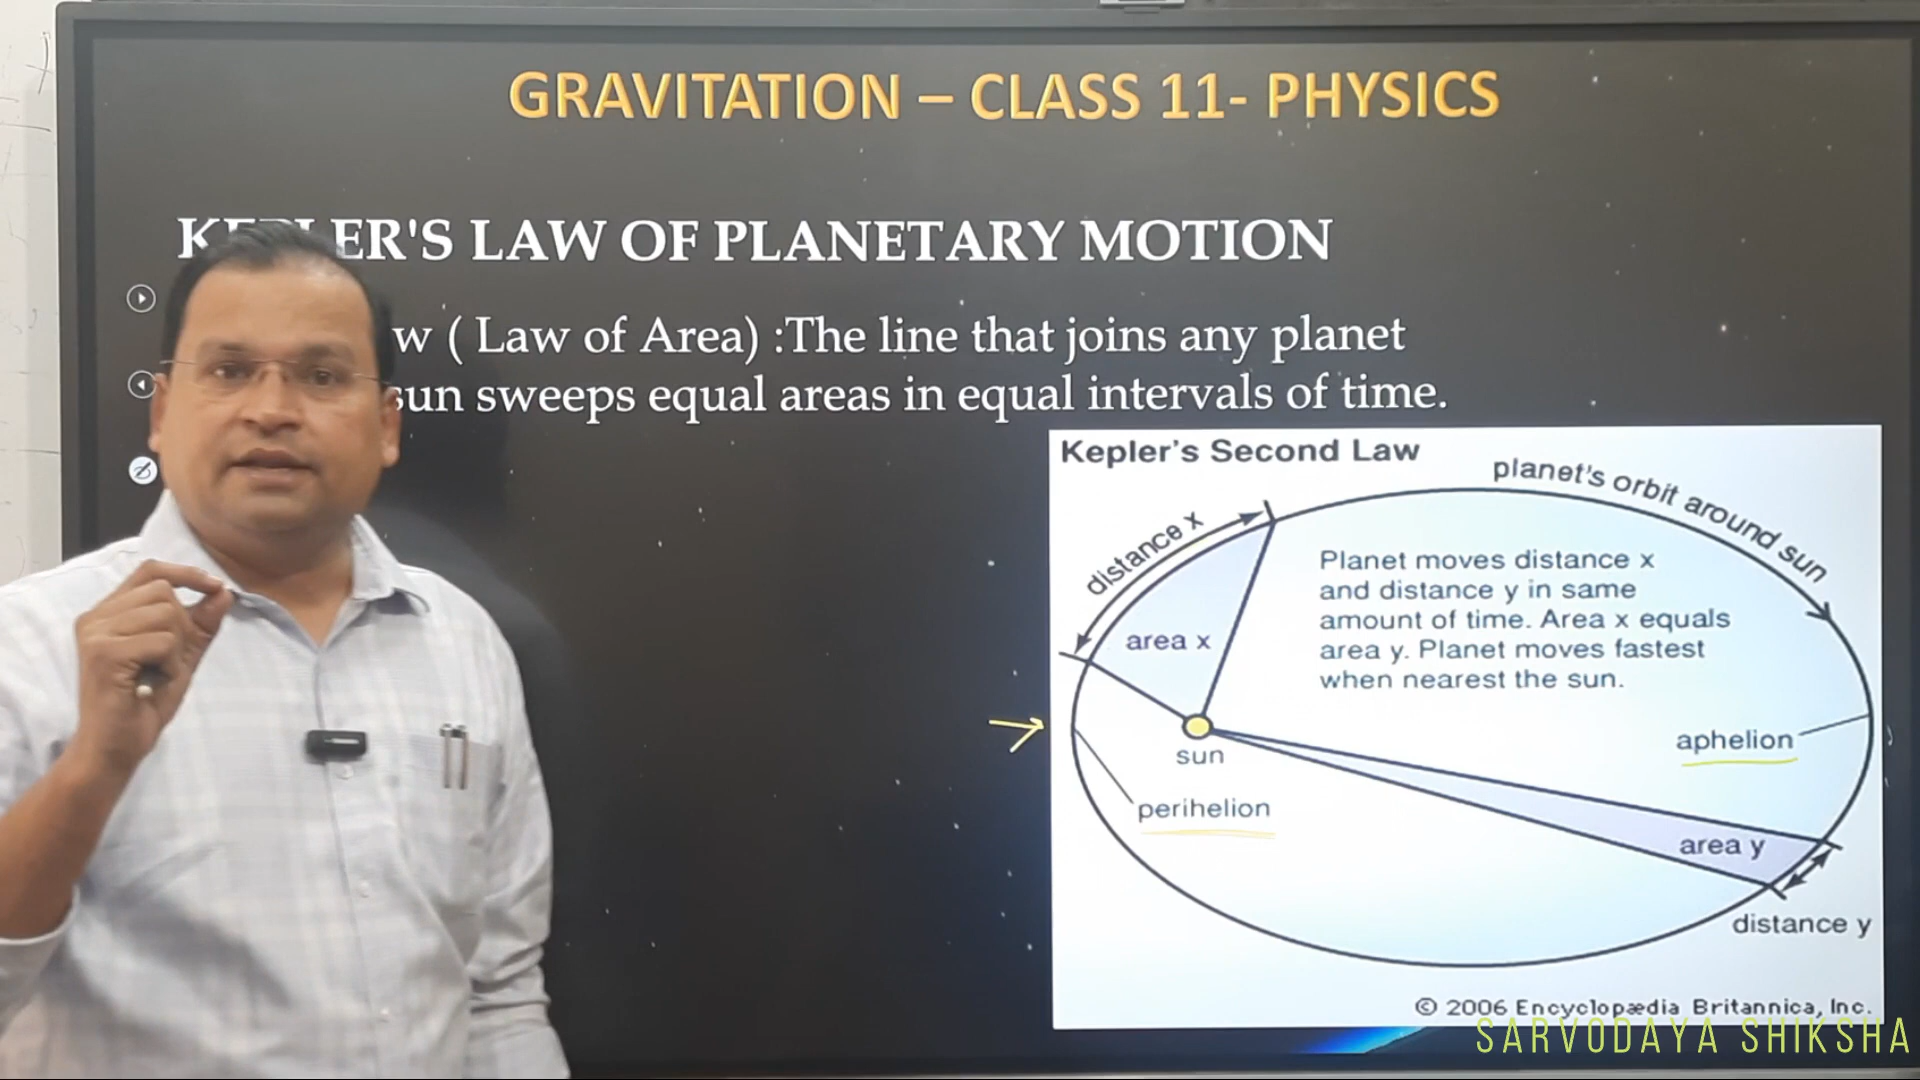 GRAVITATION – CLASS 11- PHYSICS
KEPLER'S LAW OF PLANETARY MOTION
( Law of Area) :The line that joins any planet
sun sweeps equal areas in equal intervals of time.
Kepler's Second Law
planet's orbit around sun
distance x
Planet moves distance x
and distance y in same
amount of time. Area x equals
area y. Planet moves fastest
when nearest the sun.
area x
sun
aphelion
perihelion
area y
distance y
© 2006 Encyclopædia Britannica, Inc.
SARVODAYA SHIKSHA